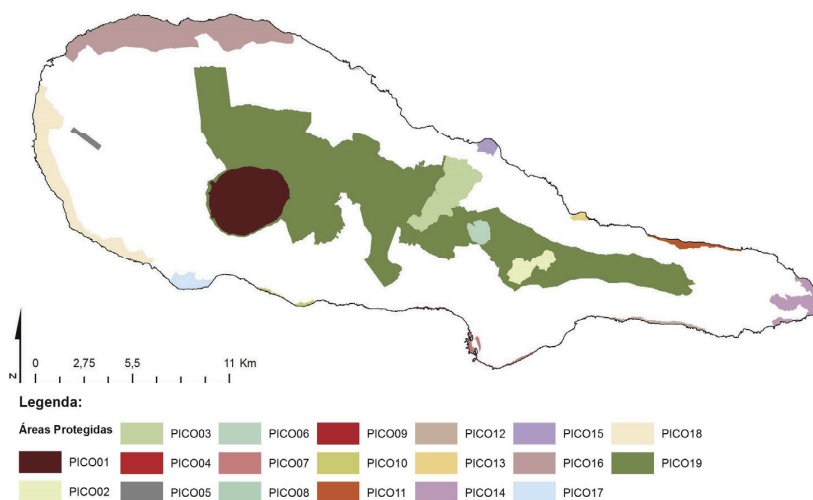 N
0 2,75 5,5 11 Km
Legenda:
Áreas Protegidas
PICO03 PICO06 PICO09 PICO12 PICO15 PICO18
PICO01 PICO04 PICO07 PICO10 PICO13 PICO16 PICO19
PICO02 PICO05 PICO08 PICO11 PICO14 PICO17